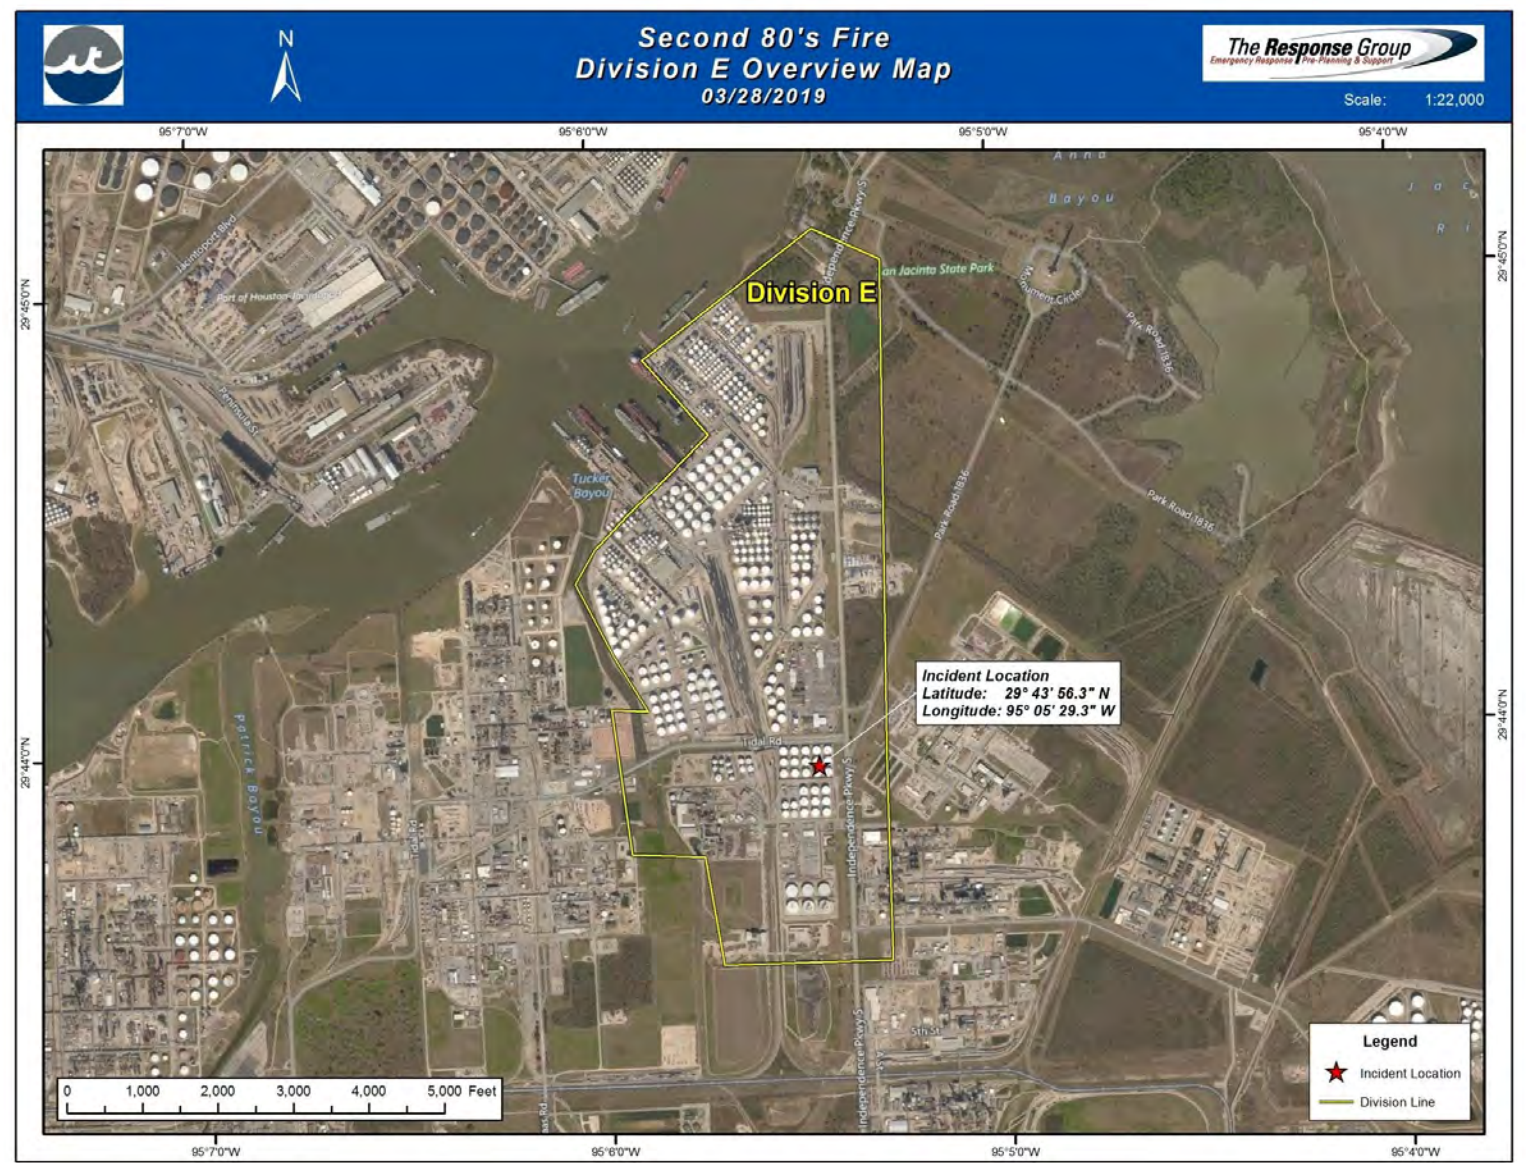 N
Second 80's Fire
Division E Overview Map
03/28/2019
The Response Group
Emergency Response Pre-Planning & Support
Scale: 1:22,000
95°7'0"W 95°6'0"W 95°5'0"W 95°4'0"W
Anna
Bayou
Jac
Ri
Independence Pkwy S
Jacintoport Blvd
29°45'0"N
29°45'0"N
an Jacinto State Park
Monument Circle
Division E
Park Road 1836
Peninsula St
Tucker
Bayou
Park Road 1836
Park Road 1836
Incident Location
Latitude: 29° 43' 56.3" N
Longitude: 95° 05' 29.3" W
29°44'0"N
29°44'0"N
Patrick Bayou
Tidal Rd
Tidal Rd
Independence Pkwy S
5th St
Independence Pkwy S
Legend
Incident Location
Division Line
0 1,000 2,000 3,000 4,000 5,000 Feet
95°7'0"W 95°6'0"W 95°5'0"W 95°4'0"W